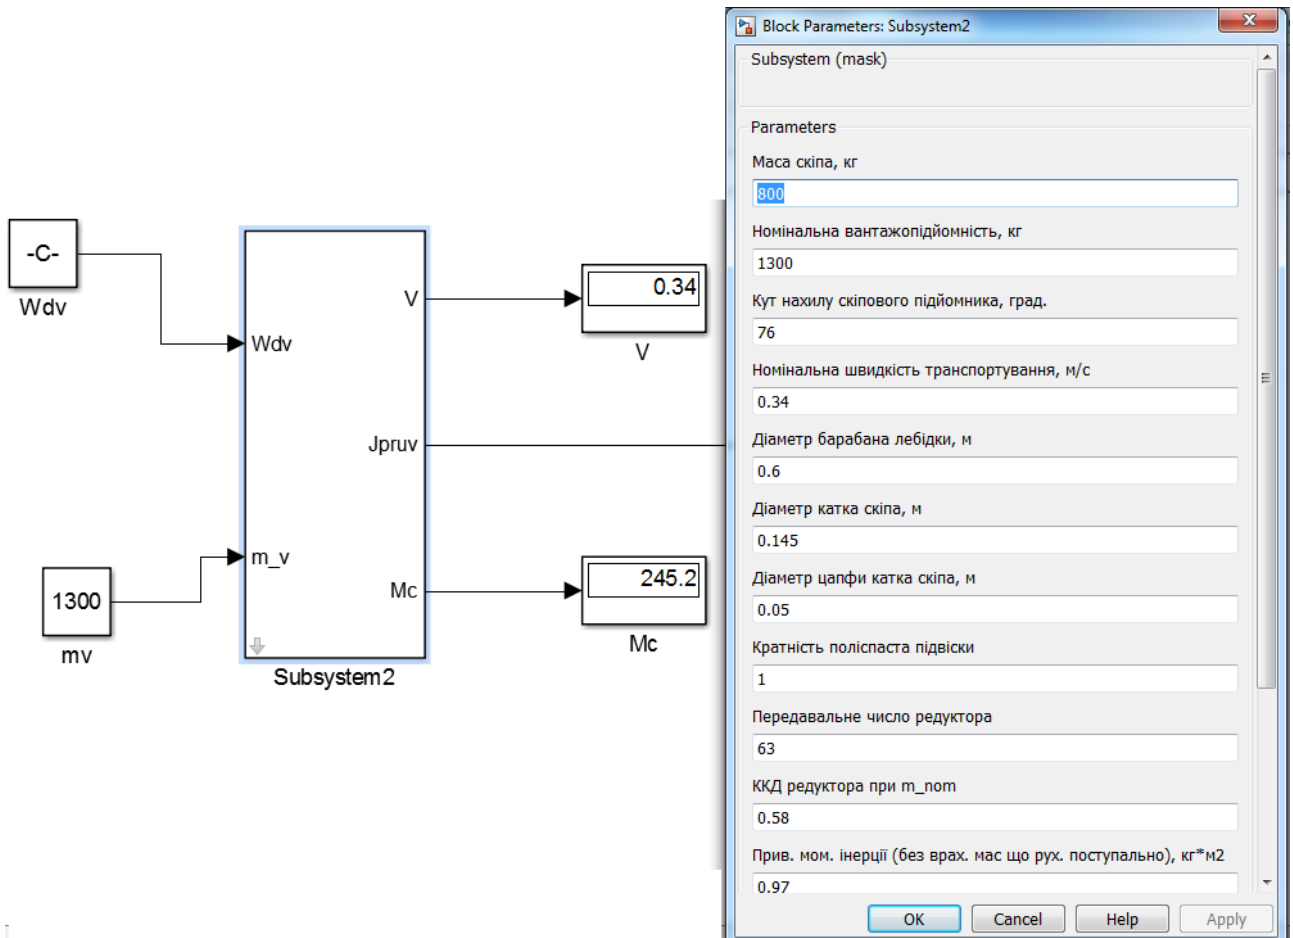 -C-
Wdv
1300
mv
Wdv
m_v
V
Jpruv
Mc
Subsystem2
0.34
V
245.2
Mc
Block Parameters: Subsystem2
Subsystem (mask)
Parameters
Маса скіпа, кг
800
Номінальна вантажопідйомність, кг
1300
Кут нахилу скіпового підйомника, град.
76
Номінальна швидкість транспортування, м/с
0.34
Діаметр барабана лебідки, м
0.6
Діаметр катка скіпа, м
0.145
Діаметр цапфи катка скіпа, м
0.05
Кратність поліспаста підвіски
1
Передавальне число редуктора
63
ККД редуктора при m_nom
0.58
Прив. мом. інерції (без врах. мас що рух. поступально), кг*м2
0.97
OK
Cancel
Help
Apply